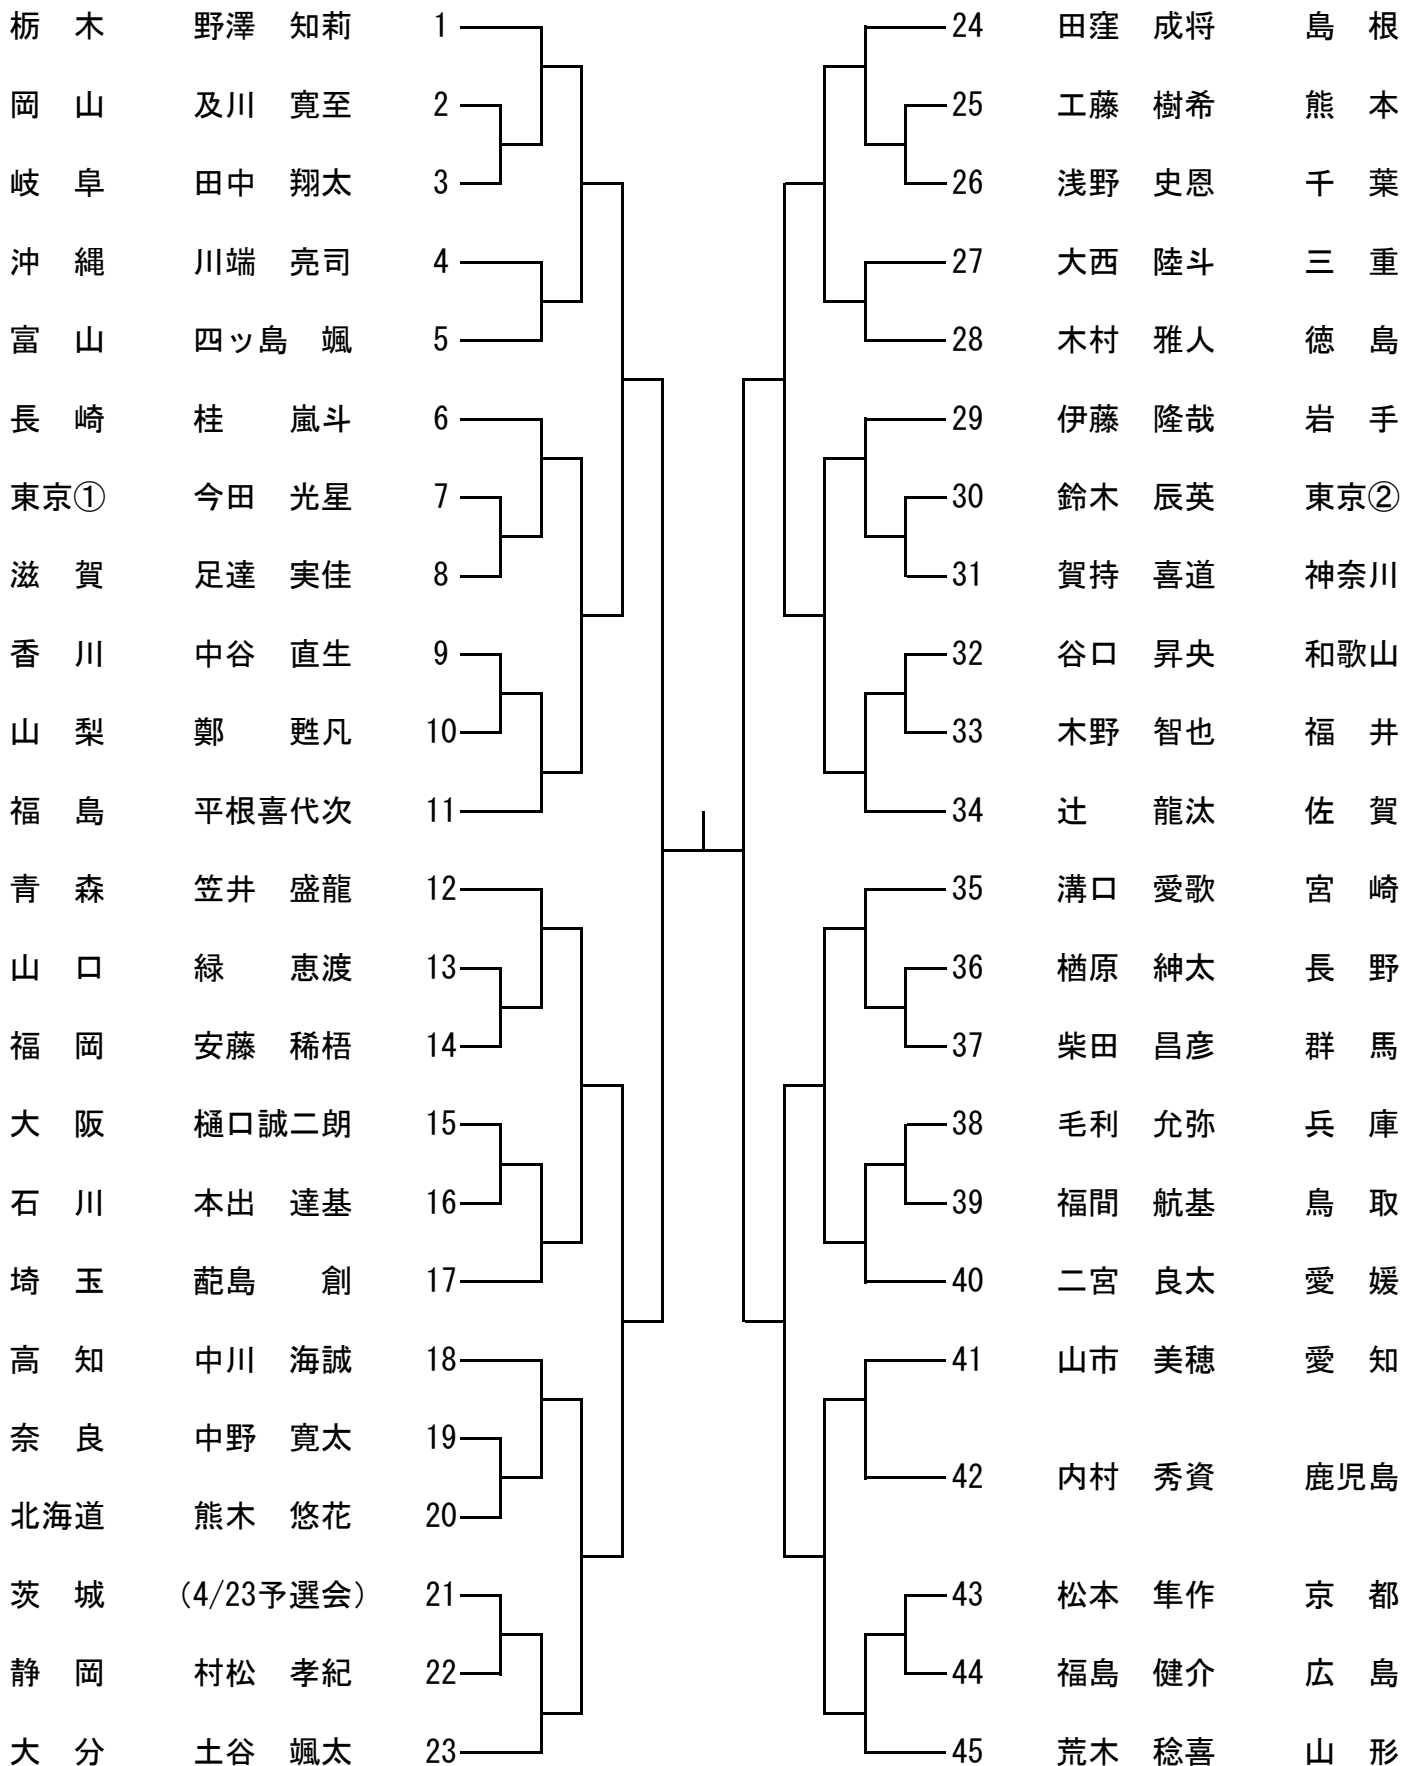 栃木 野澤 知莉 1
岡山 及川 寛至 2
岐阜 田中 翔太 3
沖縄 川端 亮司 4
富山 四ッ島 颯 5
長崎 桂 嵐斗 6
東京① 今田 光星 7
滋賀 足達 実佳 8
香川 中谷 直生 9
山梨 鄭 甦凡 10
福島 平根喜代次 11
青森 笠井 盛龍 12
山口 緑 恵渡 13
福岡 安藤 稀梧 14
大阪 樋口誠二朗 15
石川 本出 達基 16
埼玉 蓜島 創 17
高知 中川 海誠 18
奈良 中野 寛太 19
北海道 熊木 悠花 20
茨城 (4/23予選会) 21
静岡 村松 孝紀 22
大分 土谷 颯太 23
24 田窪 成将 島根
25 工藤 樹希 熊本
26 浅野 史恩 千葉
27 大西 陸斗 三重
28 木村 雅人 徳島
29 伊藤 隆哉 岩手
30 鈴木 辰英 東京②
31 賀持 喜道 神奈川
32 谷口 昇央 和歌山
33 木野 智也 福井
34 辻 龍汰 佐賀
35 溝口 愛歌 宮崎
36 楢原 紳太 長野
37 柴田 昌彦 群馬
38 毛利 允弥 兵庫
39 福間 航基 鳥取
40 二宮 良太 愛媛
41 山市 美穂 愛知
42 内村 秀資 鹿児島
43 松本 隼作 京都
44 福島 健介 広島
45 荒木 稔喜 山形